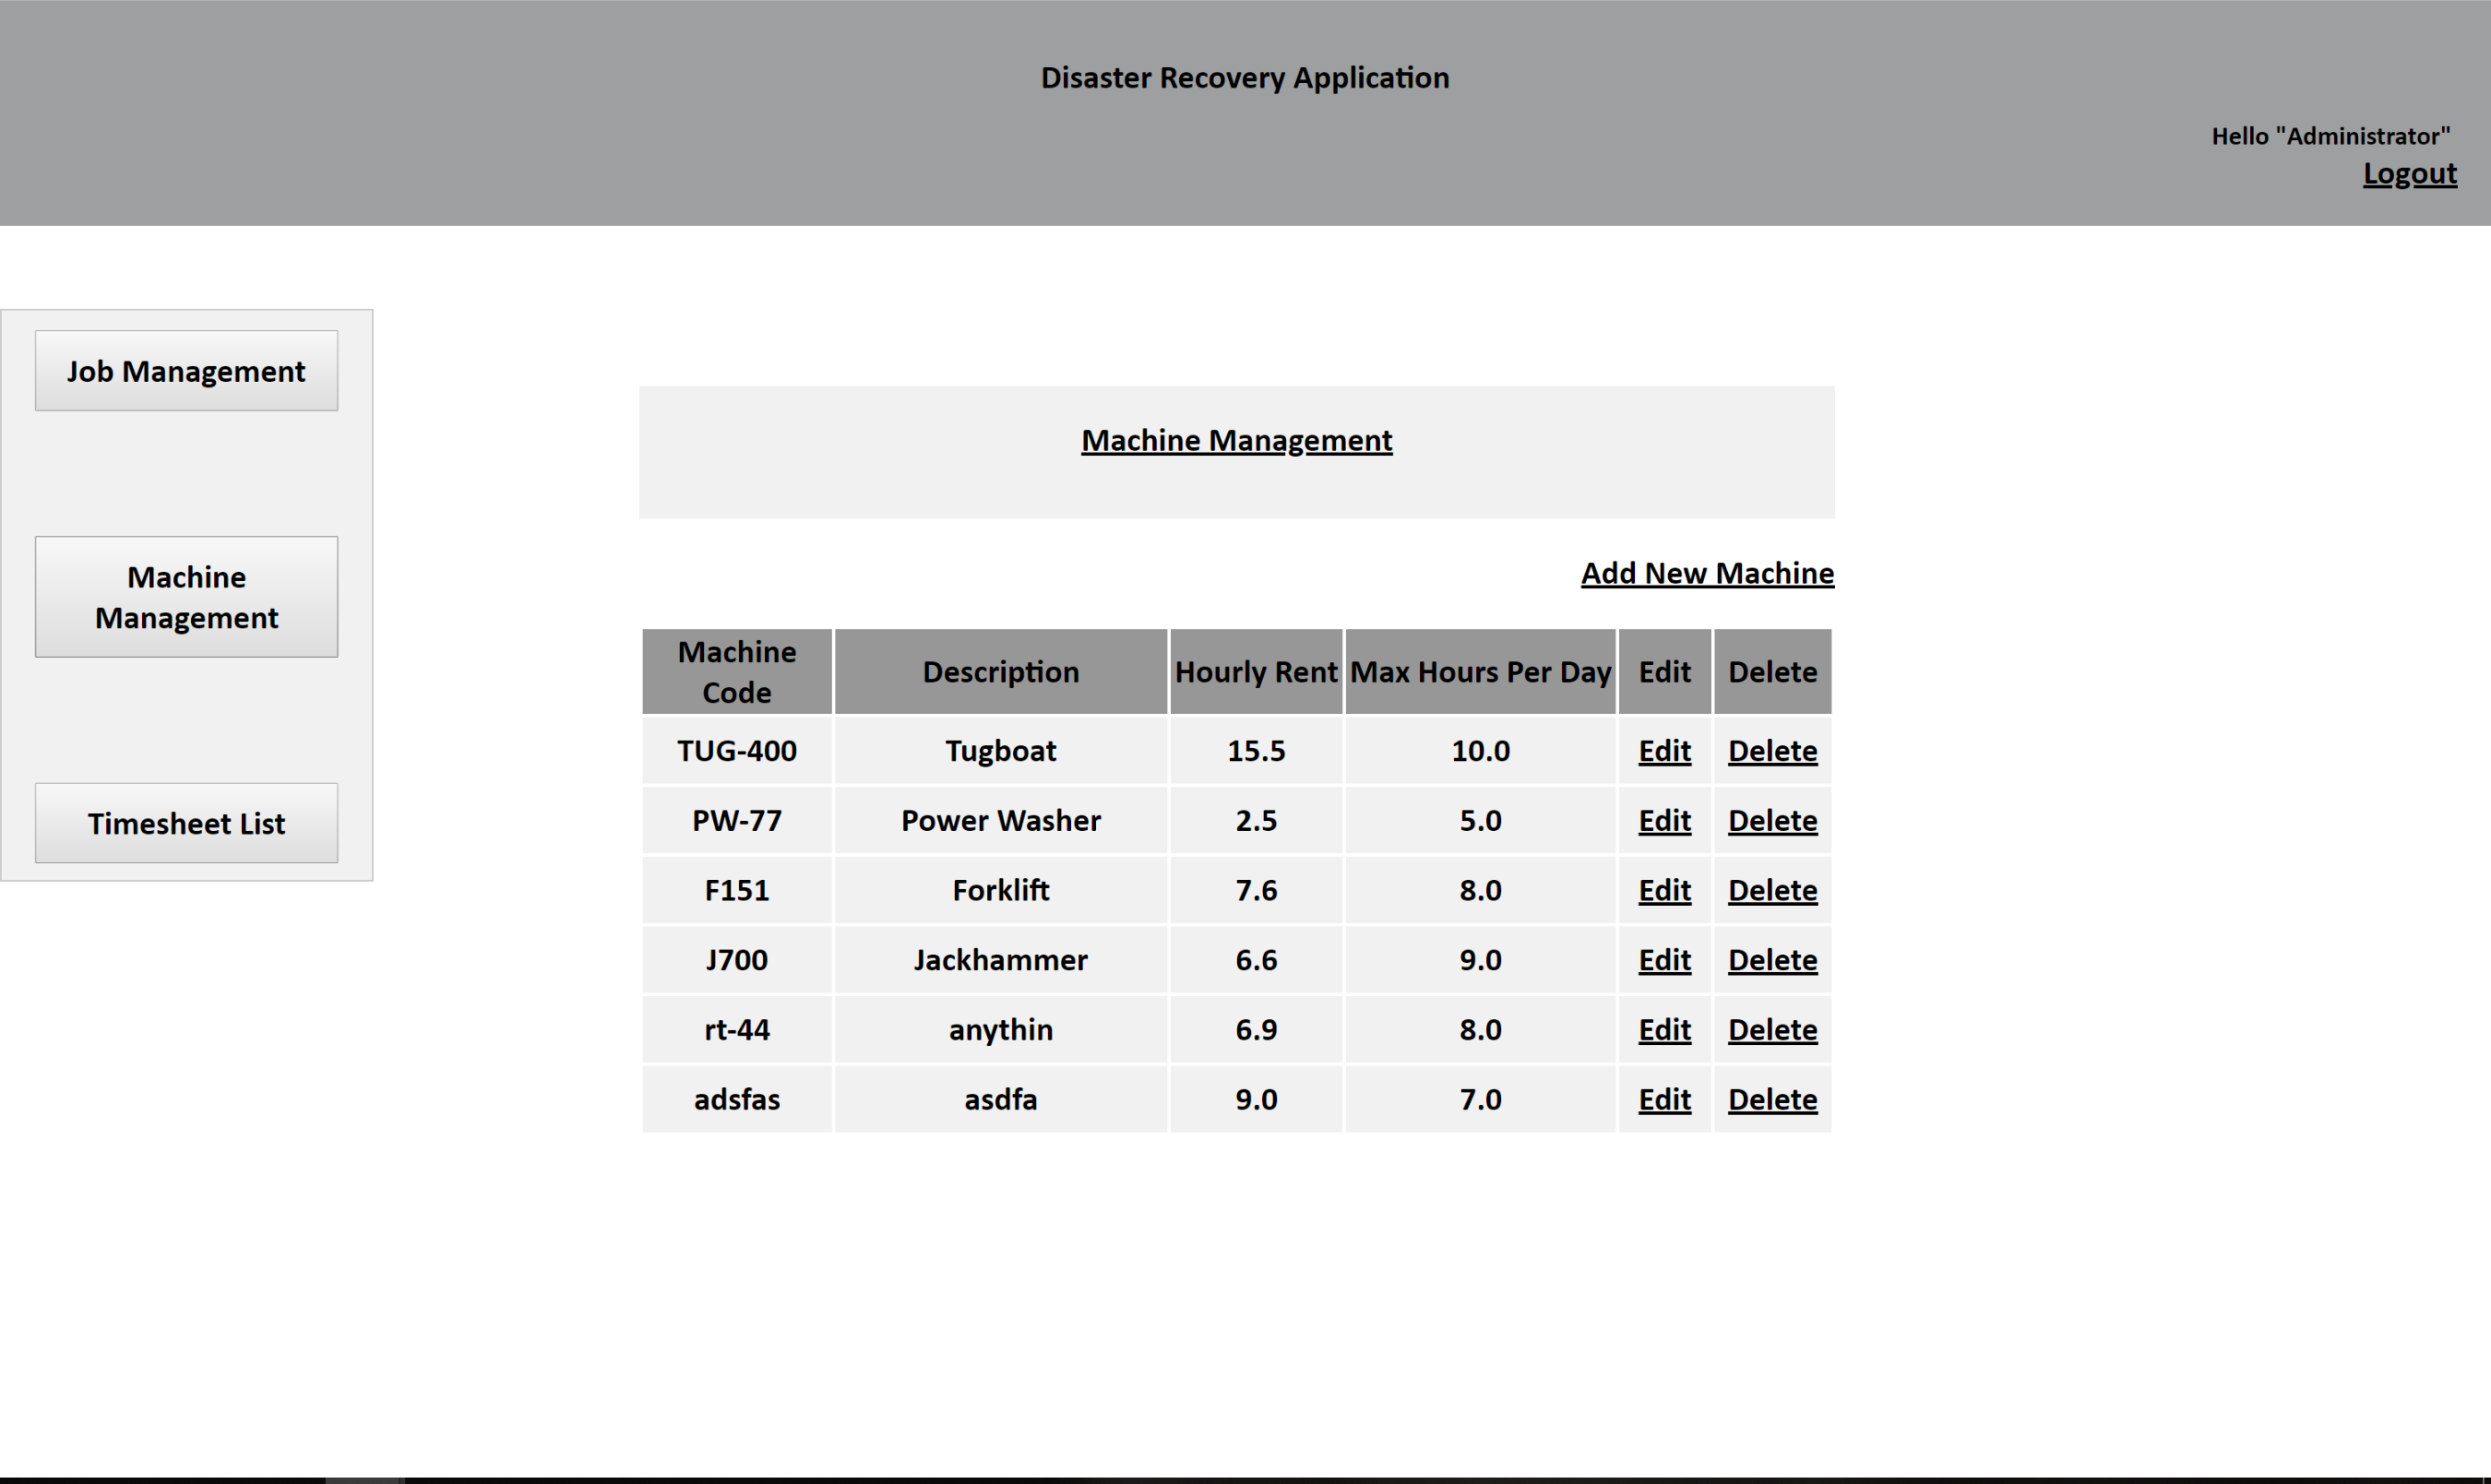 Disaster Recovery Application
Hello "Administrator"
Logout
Job Management
Machine
Management
Timesheet List
Machine Management
Add New Machine
Machine
Code
Description Hourly Rent Max Hours Per Day Edit Delete
TUG-400 Tugboat 15.5 10.0 Edit Delete
PW-77 Power Washer 2.5 5.0 Edit Delete
F151 Forklift 7.6 8.0 Edit Delete
J700 Jackhammer 6.6 9.0 Edit Delete
rt-44 anythin 6.9 8.0 Edit Delete
adsfas asdfa 9.0 7.0 Edit Delete